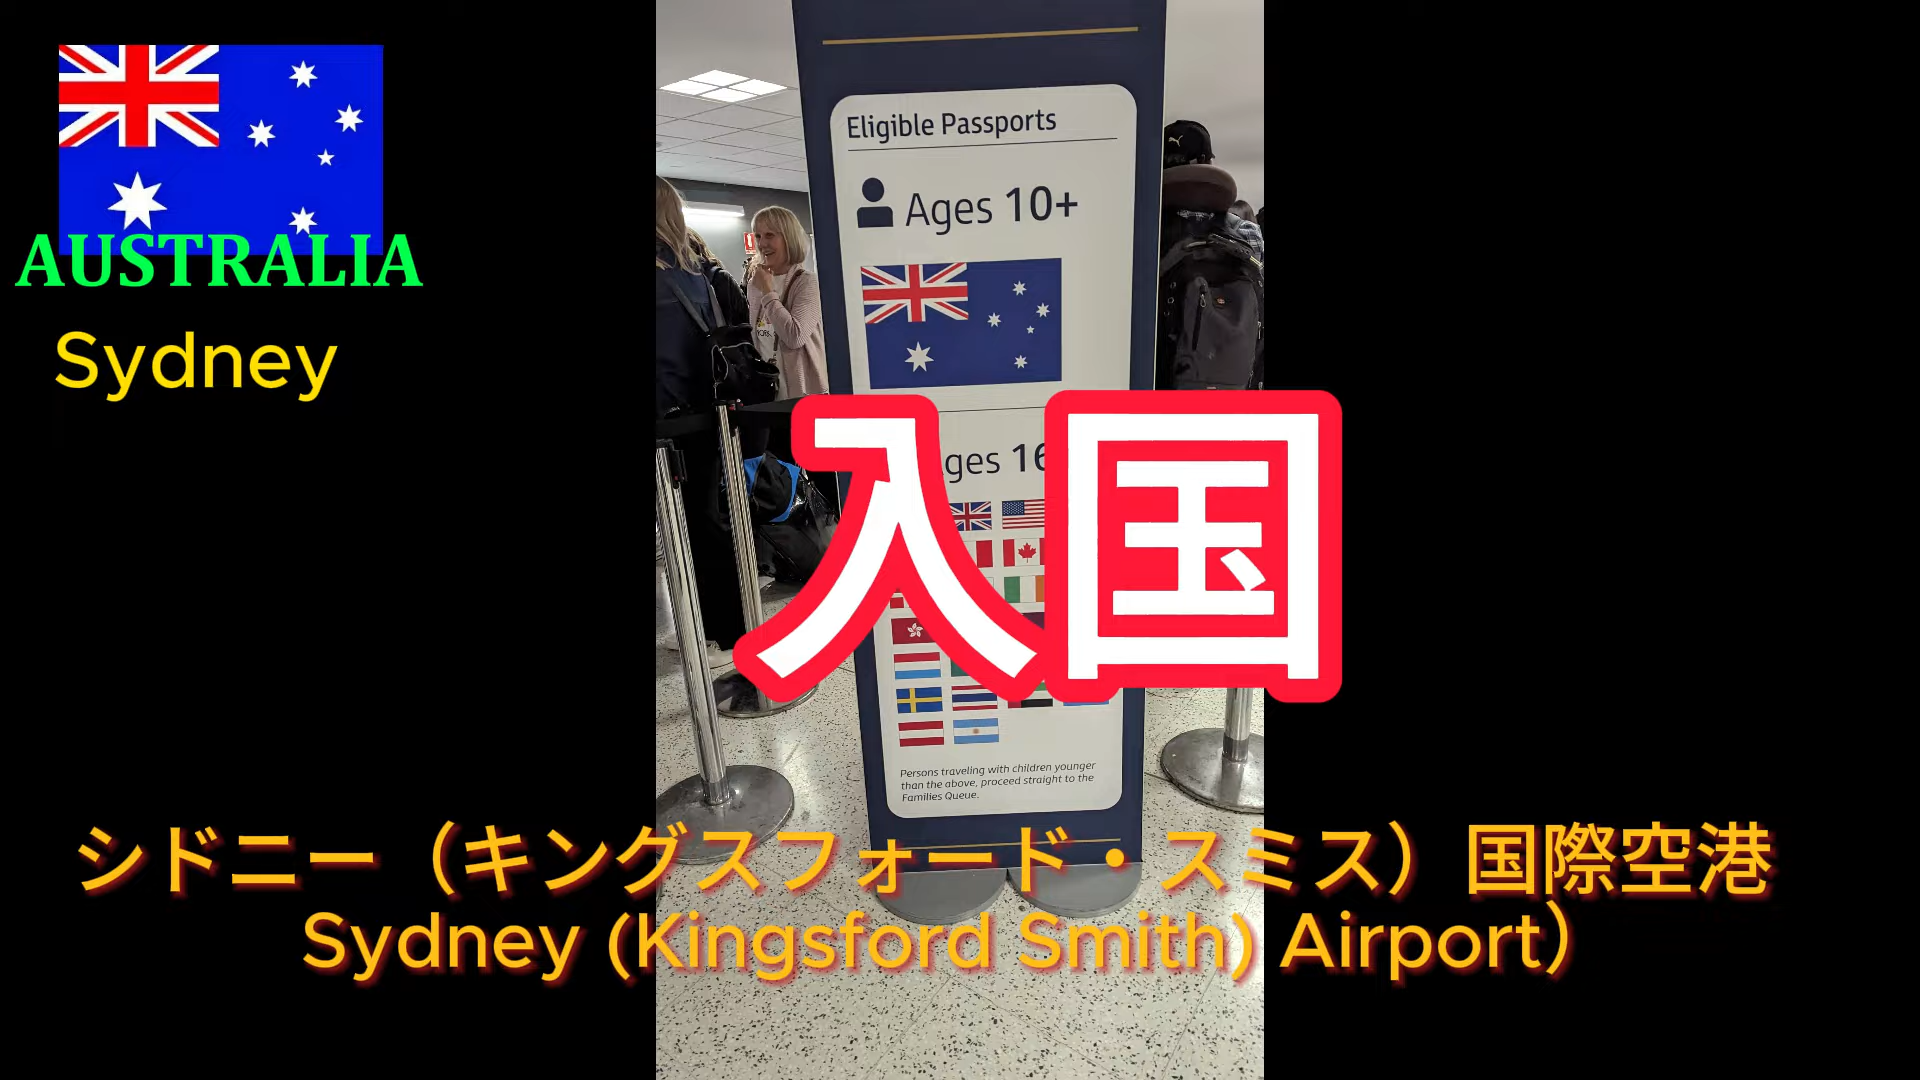 AUSTRALIA
Sydney
Eligible Passports
Ages 10+
入国
Persons traveling with children younger
than the above, proceed straight to the
Families Queue.
シドニー（キングスフォード・スミス）国際空港
Sydney (Kingsford Smith) Airport）